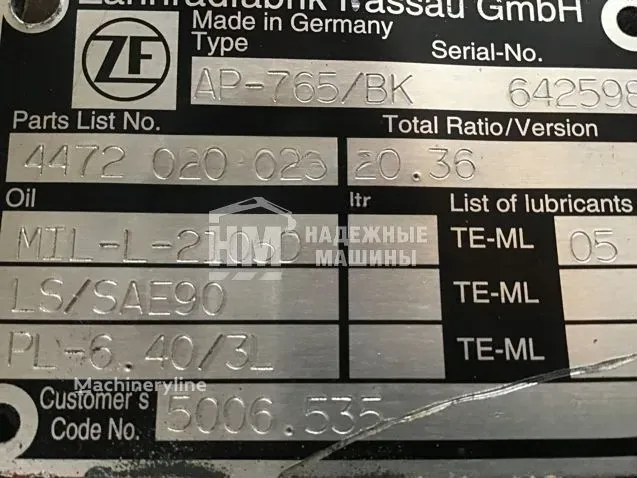 Zahnradfabrik Passau GmbH
ZF
Made in Germany
Type
Serial-No.
AP-765/BK
642598
Parts List No.
Total Ratio/Version
4472 020 023
20.36
Oil
ltr
List of lubricants
MIL-L-2105D
TE-ML
05
НАДЕЖНЫЕ
МАШИНЫ
НМ
LS/SAE90
TE-ML
PL-6.40/3L
TE-ML
Machineryline
Customer's
Code No.
5006.535